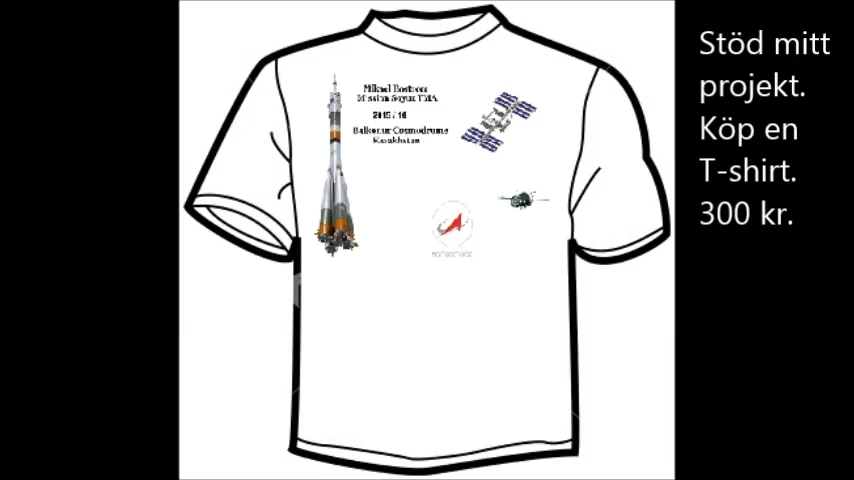 Mikael Bostrom
Mission Soyuz TMA
2015 / 16
Baikonur Cosmodrome
Kazakhstan
Stöd mitt
projekt.
Köp en
T-shirt.
300 kr.